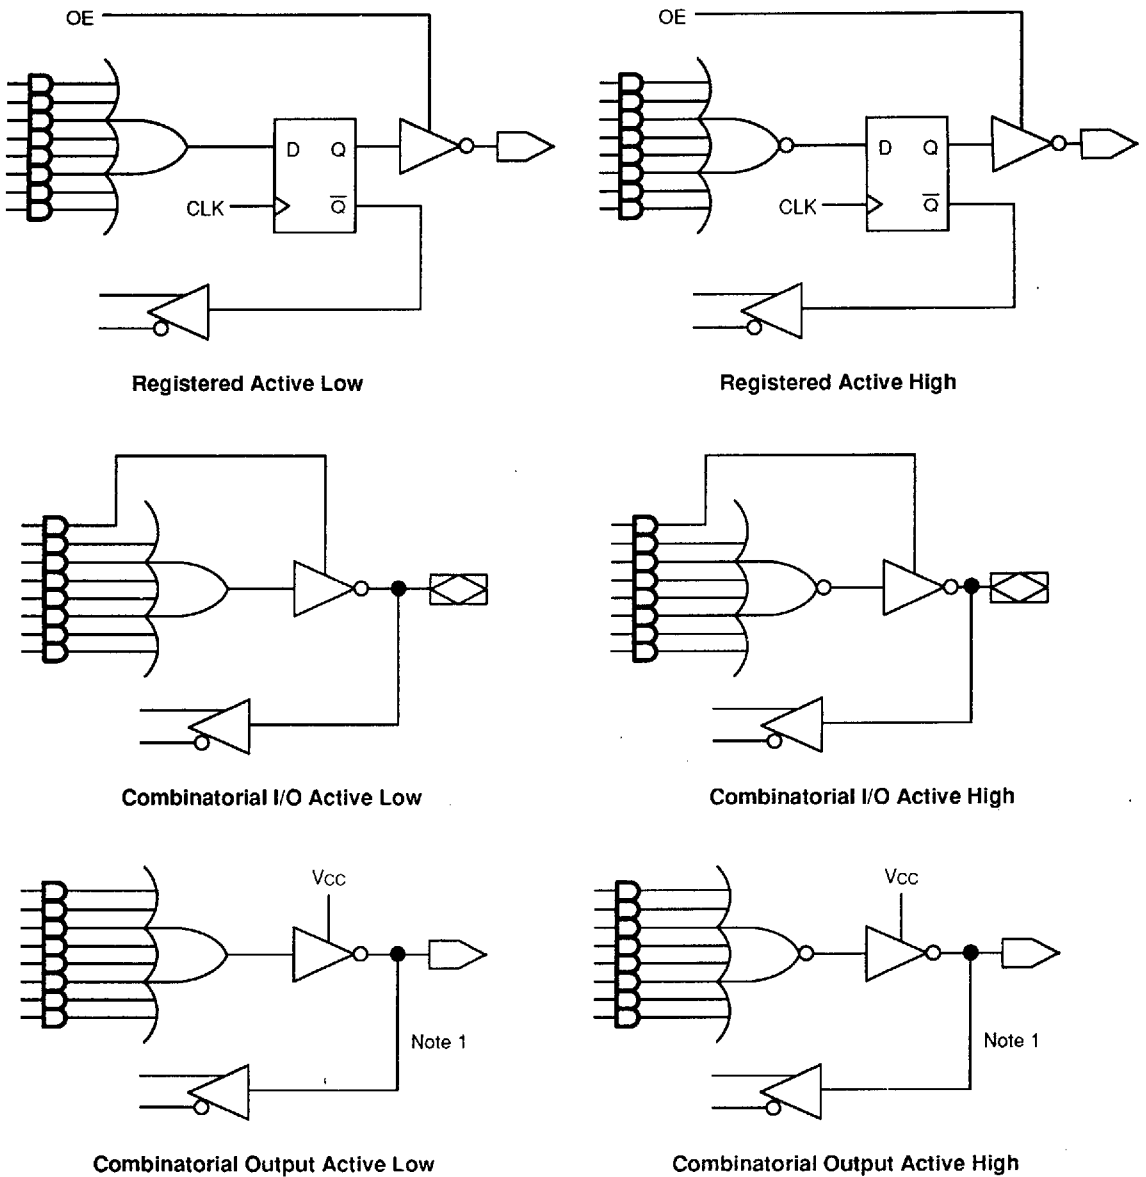 OE
OE
D Q
CLK Q̅
D Q
CLK Q̅
Registered Active Low
Registered Active High
Combinatorial I/O Active Low
Combinatorial I/O Active High
VCC
VCC
Note 1
Note 1
Combinatorial Output Active Low
Combinatorial Output Active High